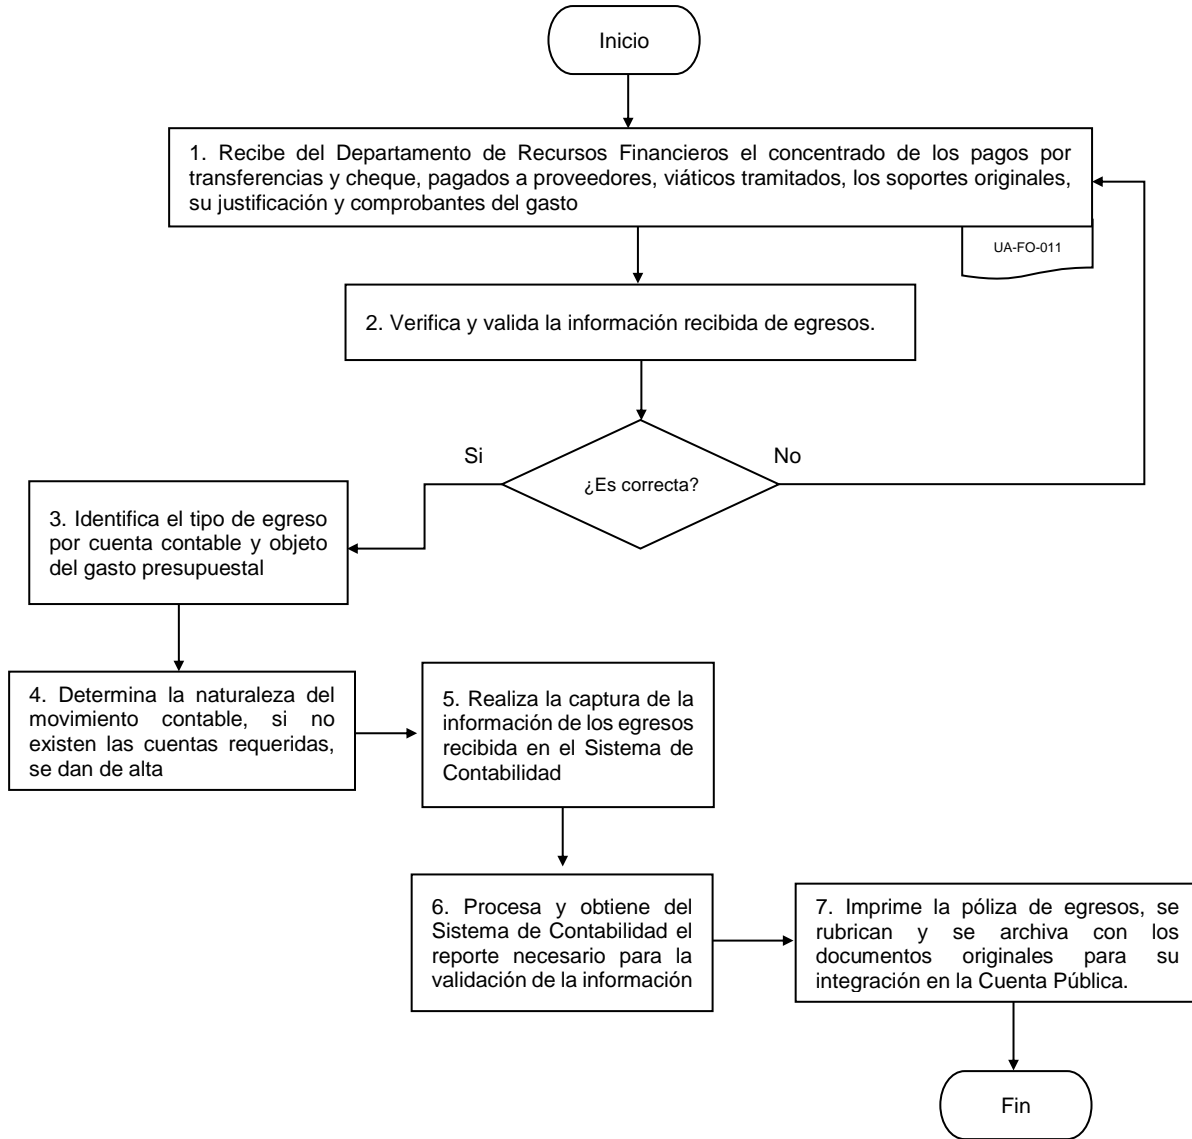 Inicio
1. Recibe del Departamento de Recursos Financieros el concentrado de los pagos por
transferencias y cheque, pagados a proveedores, viáticos tramitados, los soportes originales,
su justificación y comprobantes del gasto
UA-FO-011
2. Verifica y valida la información recibida de egresos.
Si
No
¿Es correcta?
3. Identifica el tipo de egreso
por cuenta contable y objeto
del gasto presupuestal
4. Determina la naturaleza del
movimiento contable, si no
existen las cuentas requeridas,
se dan de alta
5. Realiza la captura de la
información de los egresos
recibida en el Sistema de
Contabilidad
6. Procesa y obtiene del
Sistema de Contabilidad el
reporte necesario para la
validación de la información
7. Imprime la póliza de egresos, se
rubrican y se archiva con los
documentos originales para su
integración en la Cuenta Pública.
Fin